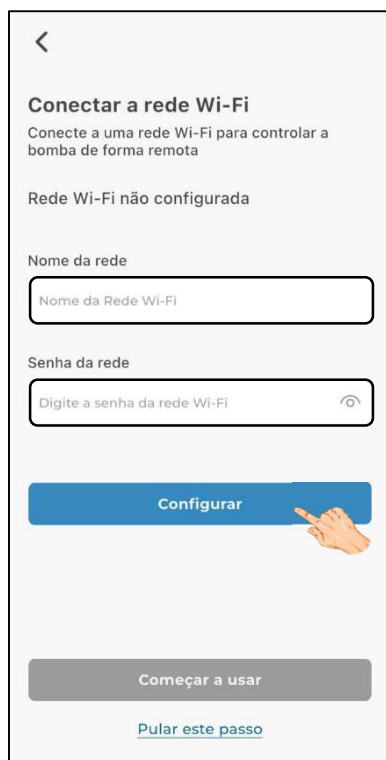 Conectar a rede Wi-Fi
Conecte a uma rede Wi-Fi para controlar a
bomba de forma remota
Rede Wi-Fi não configurada
Nome da rede
Nome da Rede Wi-Fi
Senha da rede
Digite a senha da rede Wi-Fi
Configurar
Começar a usar
Pular este passo